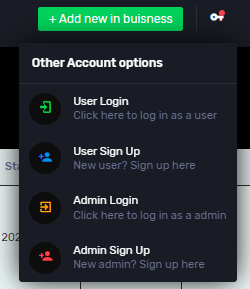 + Add new in buisness
Other Account options
User Login
Click here to log in as a user
User Sign Up
New user? Sign up here
Admin Login
Click here to log in as a admin
Admin Sign Up
New admin? Sign up here